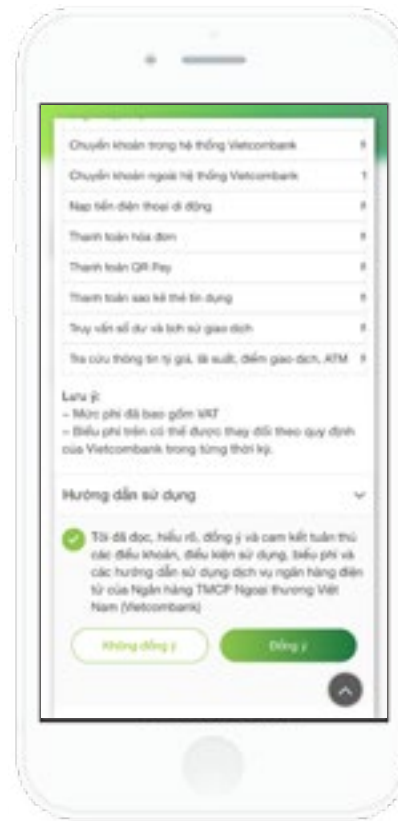 Chuyển khoản trong hệ thống Vietcombank
Chuyển khoản ngoài hệ thống Vietcombank
Nạp tiền điện thoại di động
Thanh toán hóa đơn
Thanh toán QR Pay
Thanh toán sao kê thẻ tín dụng
Truy vấn số dư và lịch sử giao dịch
Tra cứu thông tin tỷ giá, lãi suất, điểm giao dịch, ATM
Lưu ý:
– Mức phí đã bao gồm VAT
– Biểu phí trên có thể được thay đổi theo quy định
của Vietcombank trong từng thời kỳ.
Hướng dẫn sử dụng
Tôi đã đọc, hiểu rõ, đồng ý và cam kết tuân thủ
các điều khoản, điều kiện sử dụng, biểu phí và
các hướng dẫn sử dụng dịch vụ ngân hàng điện
tử của Ngân hàng TMCP Ngoại thương Việt
Nam (Vietcombank)
Không đồng ý
Đồng ý